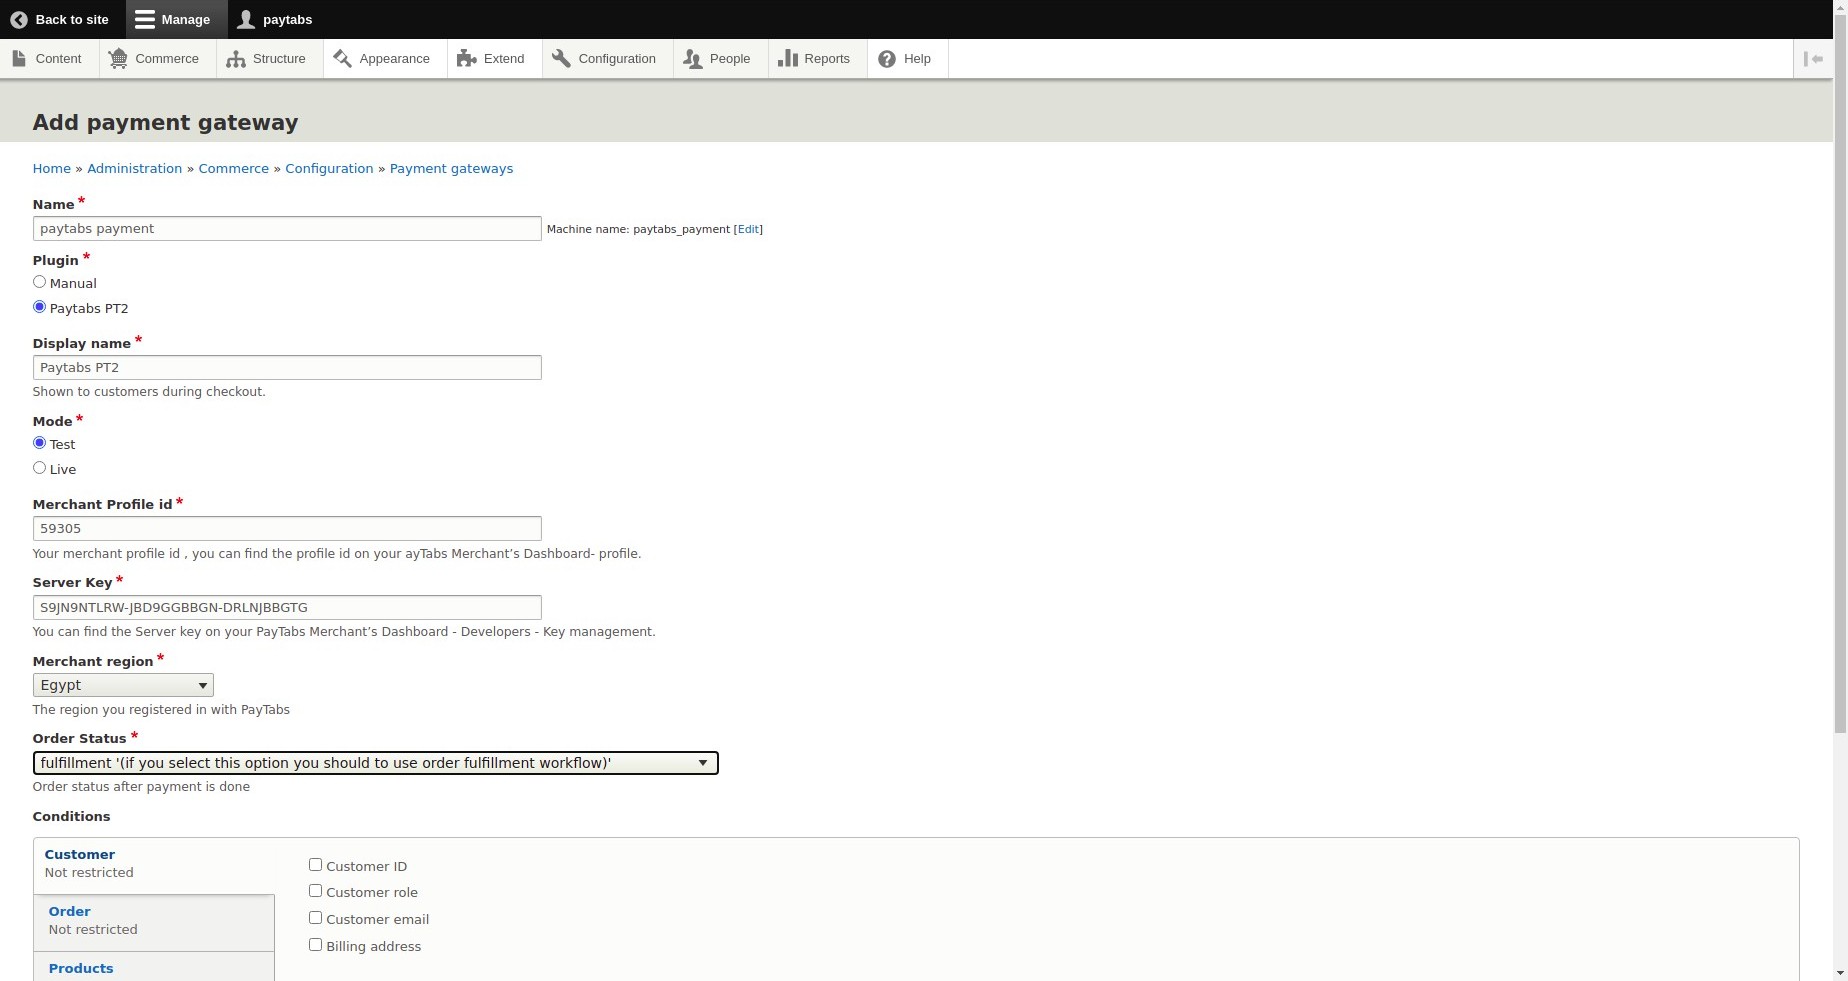 Back to site Manage paytabs
Content Commerce Structure Appearance Extend Configuration People Reports Help
Add payment gateway
Home » Administration » Commerce » Configuration » Payment gateways
Name *
paytabs payment Machine name: paytabs_payment [Edit]
Plugin *
Manual
Paytabs PT2
Display name *
Paytabs PT2
Shown to customers during checkout.
Mode *
Test
Live
Merchant Profile id *
59305
Your merchant profile id , you can find the profile id on your ayTabs Merchant’s Dashboard- profile.
Server Key *
S9JN9NTLRW-JBD9GGBBGN-DRLNJBBGTG
You can find the Server key on your PayTabs Merchant’s Dashboard - Developers - Key management.
Merchant region *
Egypt
The region you registered in with PayTabs
Order Status *
fulfillment '(if you select this option you should to use order fulfillment workflow)'
Order status after payment is done
Conditions
Customer
Not restricted
Order
Not restricted
Products
Customer ID
Customer role
Customer email
Billing address